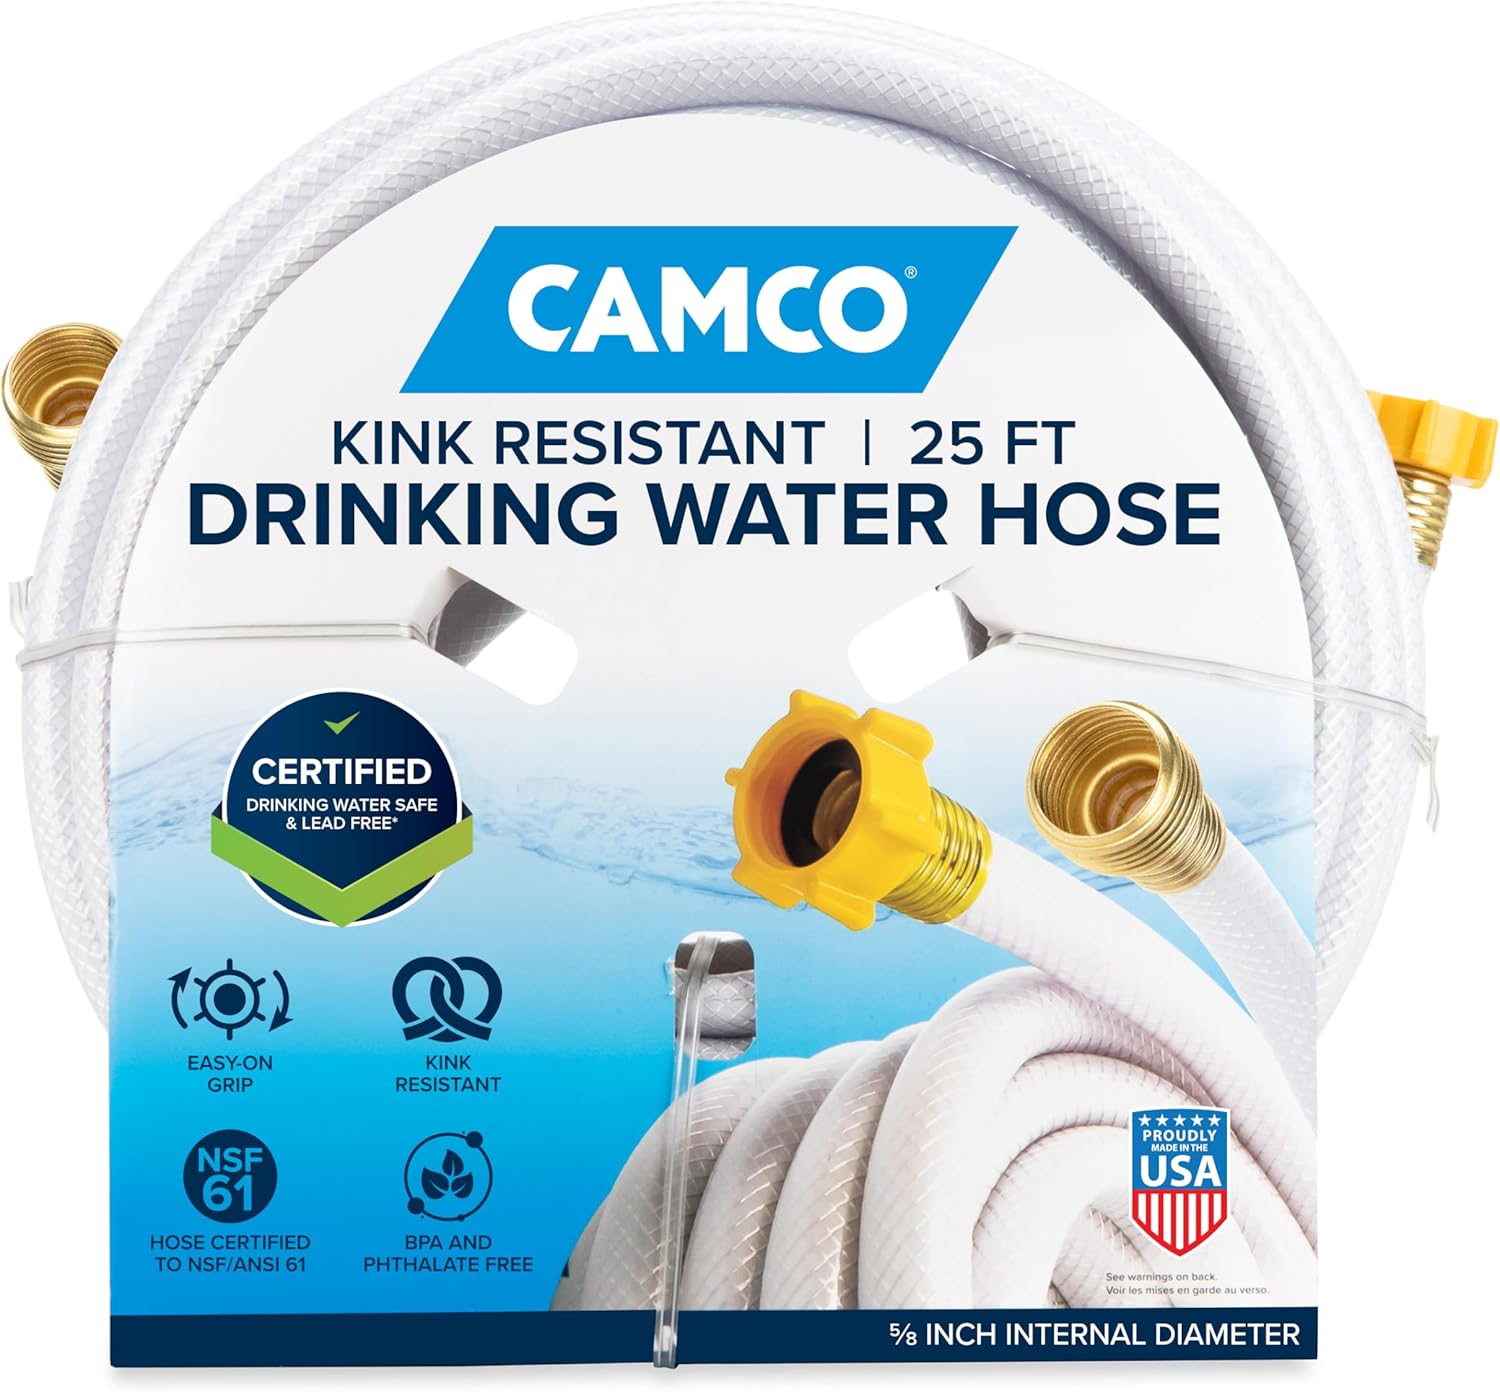 CAMCO®
KINK RESISTANT | 25 FT
DRINKING WATER HOSE
CERTIFIED
DRINKING WATER SAFE
& LEAD FREE*
EASY-ON
GRIP
KINK
RESISTANT
NSF
61
HOSE CERTIFIED
TO NSF/ANSI 61
BPA AND
PHTHALATE FREE
PROUDLY
MADE IN THE
USA
See warnings on back.
Voir les mises en garde au verso.
⅝ INCH INTERNAL DIAMETER